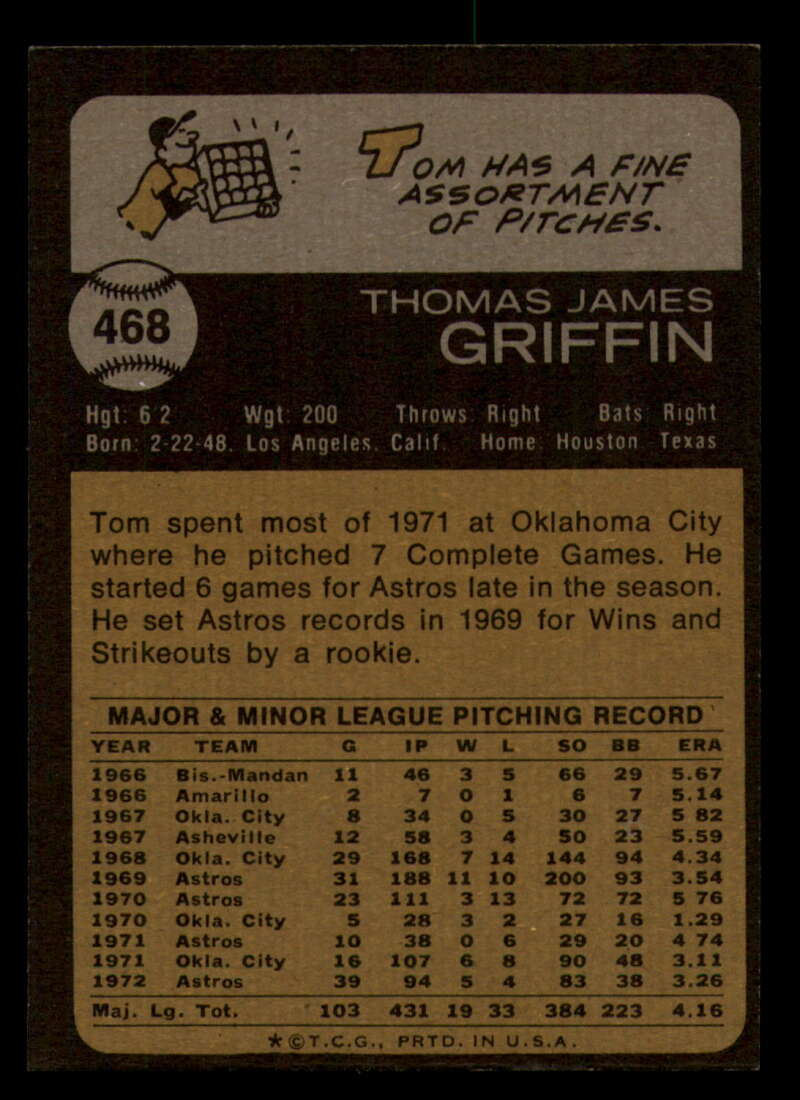 TOM HAS A FINE
ASSORTMENT
OF PITCHES.
468
THOMAS JAMES
GRIFFIN
Hgt: 6 2 Wgt: 200 Throws: Right Bats: Right
Born: 2-22-48, Los Angeles, Calif. Home: Houston Texas
Tom spent most of 1971 at Oklahoma City
where he pitched 7 Complete Games. He
started 6 games for Astros late in the season.
He set Astros records in 1969 for Wins and
Strikeouts by a rookie.
MAJOR & MINOR LEAGUE PITCHING RECORD
YEAR TEAM G IP W L SO BB ERA
1966 Bis.-Mandan 11 46 3 5 66 29 5.67
1966 Amarillo 2 7 0 1 6 7 5.14
1967 Okla. City 8 34 0 5 30 27 5 82
1967 Asheville 12 58 3 4 50 23 5.59
1968 Okla. City 29 168 7 14 144 94 4.34
1969 Astros 31 188 11 10 200 93 3.54
1970 Astros 23 111 3 13 72 72 5 76
1970 Okla. City 5 28 3 2 27 16 1.29
1971 Astros 10 38 0 6 29 20 4 74
1971 Okla. City 16 107 6 8 90 48 3.11
1972 Astros 39 94 5 4 83 38 3.26
Maj. Lg. Tot. 103 431 19 33 384 223 4.16
★©T.C.G., PRTD. IN U.S.A.